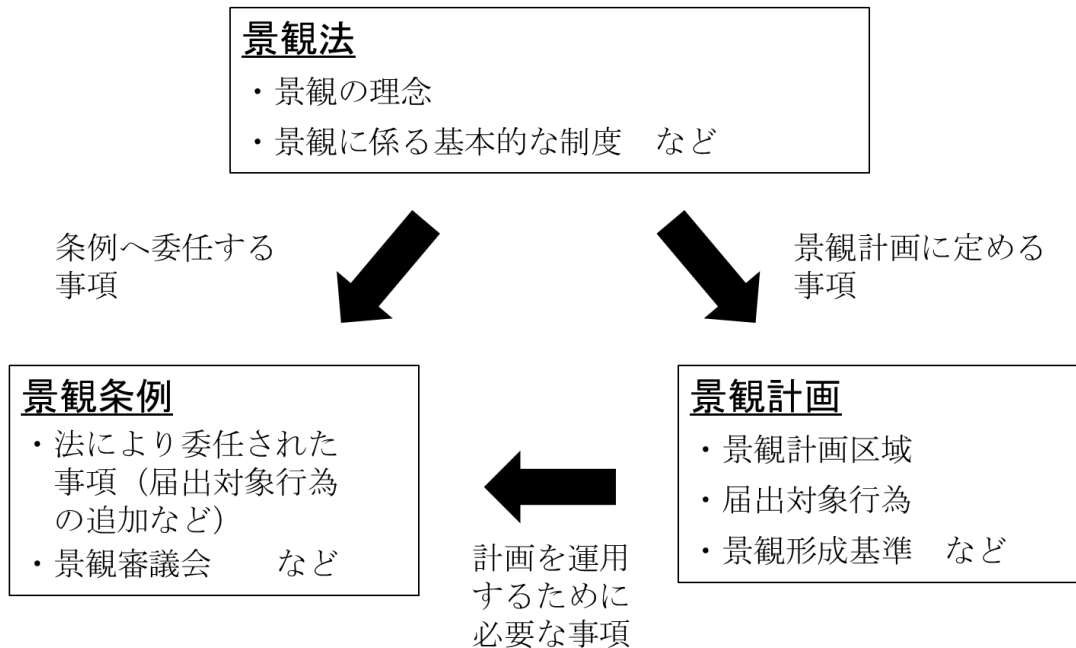 景観法
・景観の理念
・景観に係る基本的な制度　など
条例へ委任する
事項
景観計画に定める
事項
景観条例
・法により委任された
事項（届出対象行為
の追加など）
・景観審議会　　など
景観計画
・景観計画区域
・届出対象行為
・景観形成基準　など
計画を運用
するために
必要な事項